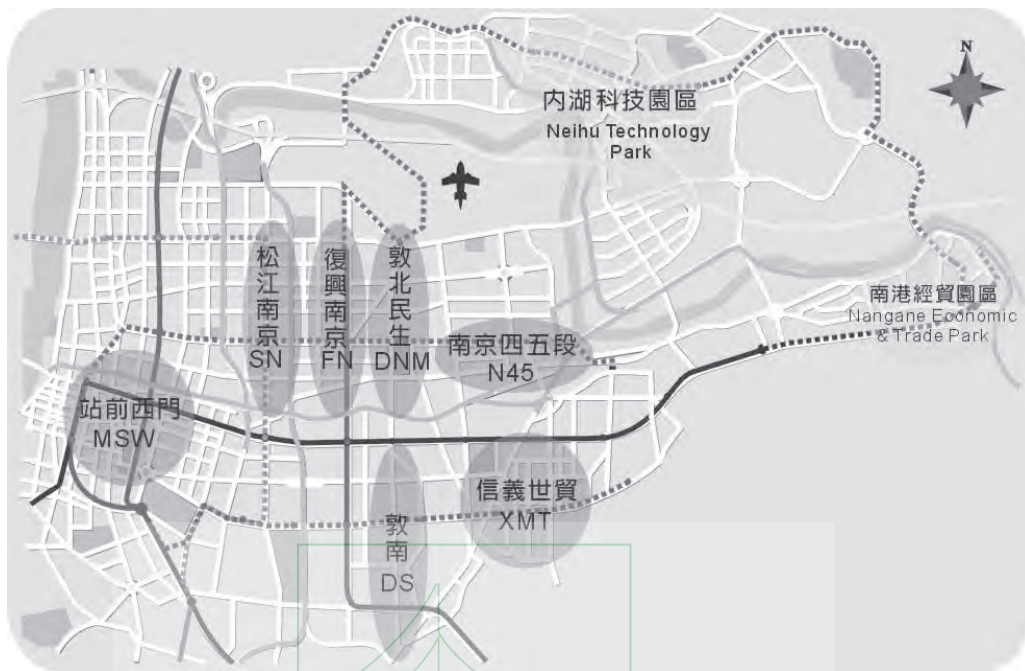 N
內湖科技園區
Neihu Technology
Park
松江南京
SN
復興南京
FN
敦北民生
DNM
南京四五段
N45
南港經貿園區
Nangane Economic
& Trade Park
站前西門
MSW
信義世貿
XMT
敦南
DS